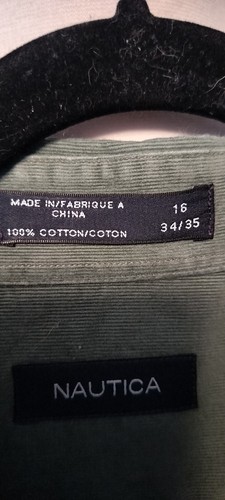 MADE IN/FABRIQUE A
CHINA
100% COTTON/COTON
16
34/35
NAUTICA